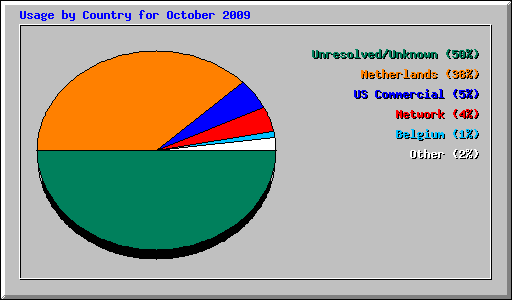 Usage by Country for October 2009
Unresolved/Unknown (50%)
Netherlands (38%)
US Commercial (5%)
Network (4%)
Belgium (1%)
Other (2%)